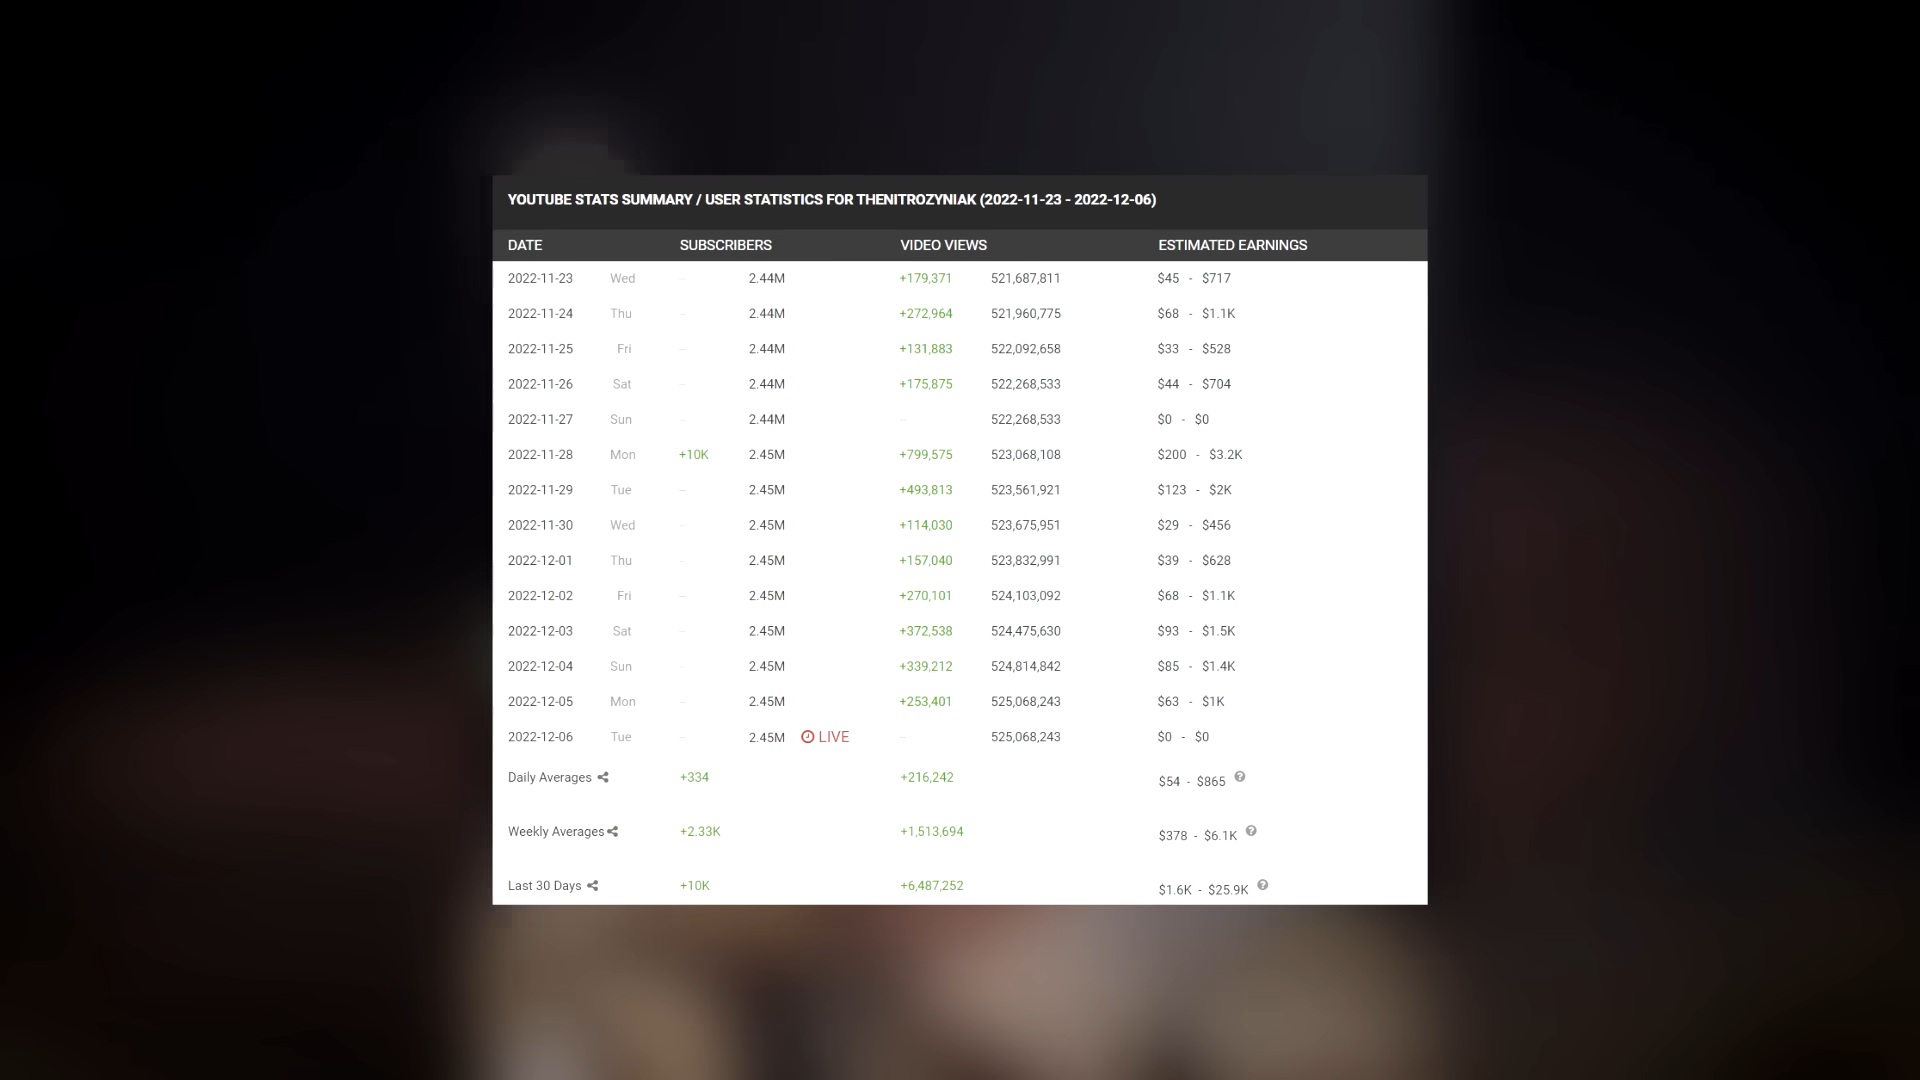 YOUTUBE STATS SUMMARY / USER STATISTICS FOR THENITROZYNIAK (2022-11-23 - 2022-12-06)
DATE SUBSCRIBERS VIDEO VIEWS ESTIMATED EARNINGS
2022-11-23 Wed -- 2.44M +179,371 521,687,811 $45 - $717
2022-11-24 Thu -- 2.44M +272,964 521,960,775 $68 - $1.1K
2022-11-25 Fri -- 2.44M +131,883 522,092,658 $33 - $528
2022-11-26 Sat -- 2.44M +175,875 522,268,533 $44 - $704
2022-11-27 Sun -- 2.44M -- 522,268,533 $0 - $0
2022-11-28 Mon +10K 2.45M +799,575 523,068,108 $200 - $3.2K
2022-11-29 Tue -- 2.45M +493,813 523,561,921 $123 - $2K
2022-11-30 Wed -- 2.45M +114,030 523,675,951 $29 - $456
2022-12-01 Thu -- 2.45M +157,040 523,832,991 $39 - $628
2022-12-02 Fri -- 2.45M +270,101 524,103,092 $68 - $1.1K
2022-12-03 Sat -- 2.45M +372,538 524,475,630 $93 - $1.5K
2022-12-04 Sun -- 2.45M +339,212 524,814,842 $85 - $1.4K
2022-12-05 Mon -- 2.45M +253,401 525,068,243 $63 - $1K
2022-12-06 Tue -- 2.45M LIVE -- 525,068,243 $0 - $0
Daily Averages +334 +216,242 $54 - $865 ?
Weekly Averages +2.33K +1,513,694 $378 - $6.1K ?
Last 30 Days +10K +6,487,252 $1.6K - $25.9K ?